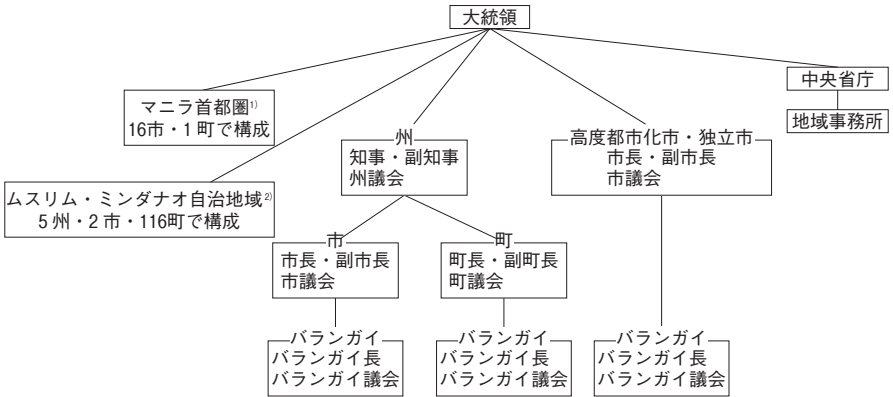 大統領
中央省庁
地域事務所
マニラ首都圏1)
16市・1町で構成
ムスリム・ミンダナオ自治地域2)
5州・2市・116町で構成
州
知事・副知事
州議会
高度都市化市・独立市
市長・副市長
市議会
市
市長・副市長
市議会
町
町長・副町長
町議会
バランガイ
バランガイ長
バランガイ議会
バランガイ
バランガイ長
バランガイ議会
バランガイ
バランガイ長
バランガイ議会